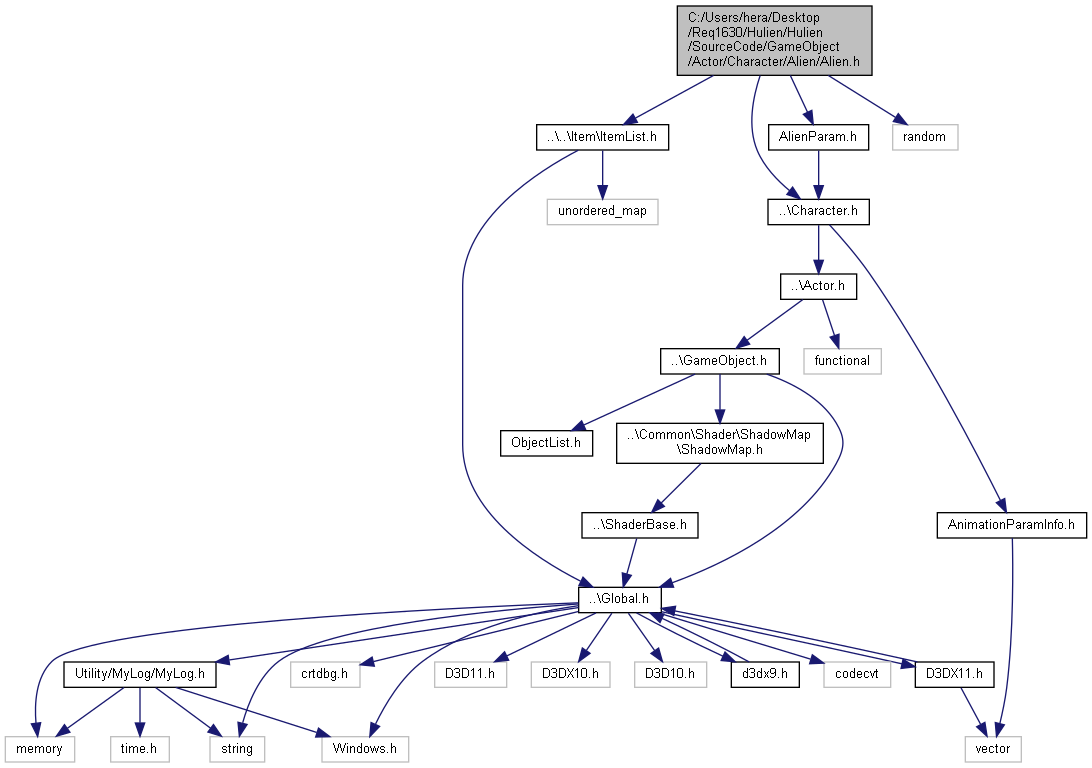 C:/Users/hera/Desktop
/Req1630/Hulien/Hulien
/SourceCode/GameObject
/Actor/Character/Alien/Alien.h
..\..\Item\ItemList.h
AlienParam.h
random
unordered_map
..\Character.h
..\Actor.h
..\GameObject.h
functional
ObjectList.h
..\Common\Shader\ShadowMap
\ShadowMap.h
..\ShaderBase.h
AnimationParamInfo.h
..\Global.h
Utility/MyLog/MyLog.h
crtdbg.h
D3D11.h
D3DX10.h
D3D10.h
d3dx9.h
codecvt
D3DX11.h
memory
time.h
string
Windows.h
vector